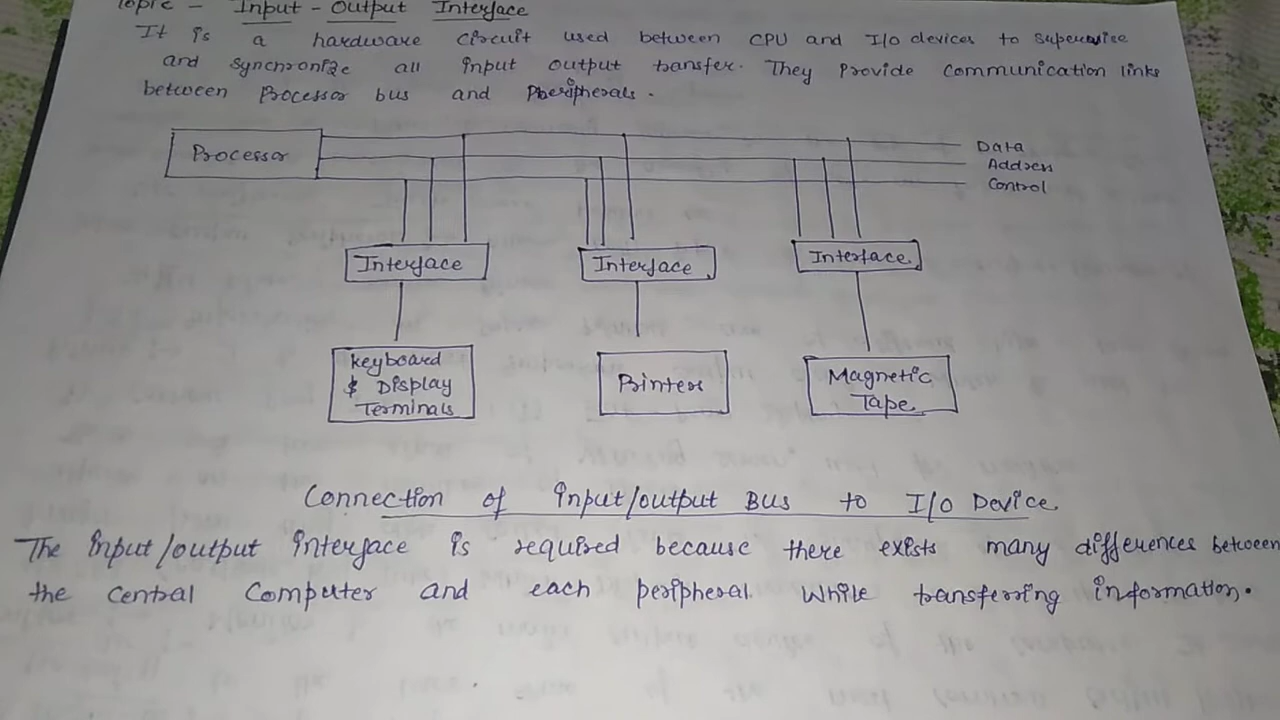 Topic - Input - Output Interface
It is a hardware circuit used between CPU and I/O devices to supervise
and synchronize all input output transfer. They Provide communication links
between Processor bus and Peripherals.
Processor
Data
Address
Control
Interface
Interface
Interface
keyboard
& Display
Terminals
Printer
Magnetic
Tape
Connection of input/output BUS to I/O Device
The input/output interface is required because there exists many differences between
the central computer and each peripheral while transferring information.